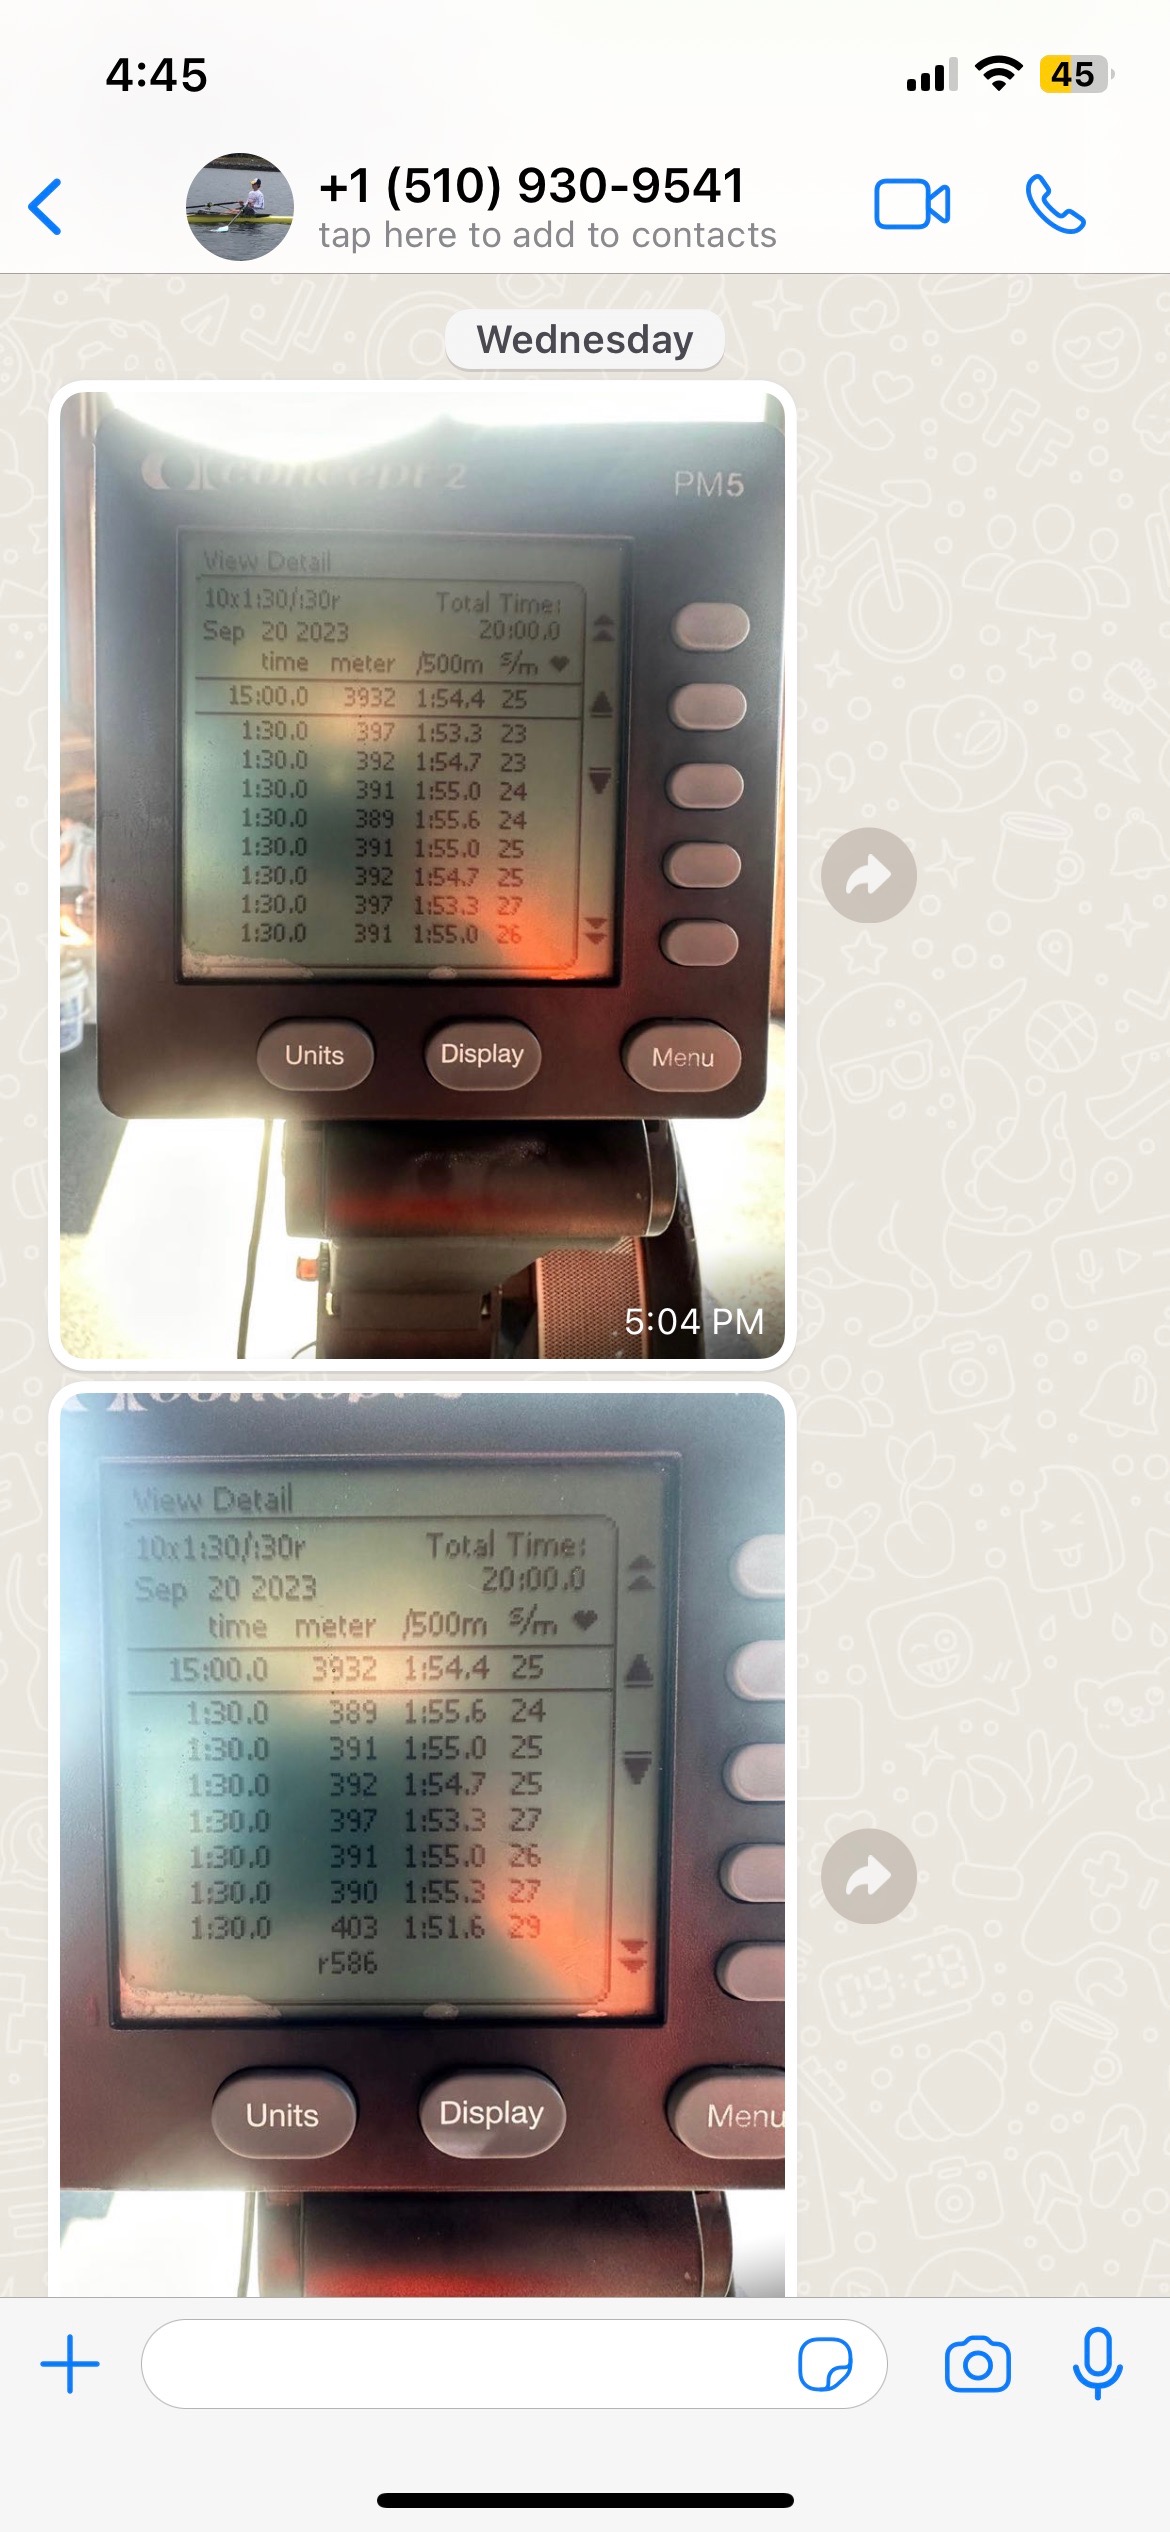 4:45
45
+1 (510) 930-9541
tap here to add to contacts
Wednesday
concept 2
PM5
View Detail
10x1:30/:30r Total Time:
Sep 20 2023 20:00.0
time meter /500m s/m
15:00.0 3932 1:54.4 25
1:30.0 397 1:53.3 23
1:30.0 392 1:54.7 23
1:30.0 391 1:55.0 24
1:30.0 389 1:55.6 24
1:30.0 391 1:55.0 25
1:30.0 392 1:54.7 25
1:30.0 397 1:53.3 27
1:30.0 391 1:55.0 26
Units Display Menu
5:04 PM
concept 2
View Detail
10x1:30/:30r Total Time:
Sep 20 2023 20:00.0
time meter /500m s/m
15:00.0 3932 1:54.4 25
1:30.0 389 1:55.6 24
1:30.0 391 1:55.0 25
1:30.0 392 1:54.7 25
1:30.0 397 1:53.3 27
1:30.0 391 1:55.0 26
1:30.0 390 1:55.3 27
1:30.0 403 1:51.6 29
r586
Units Display Menu